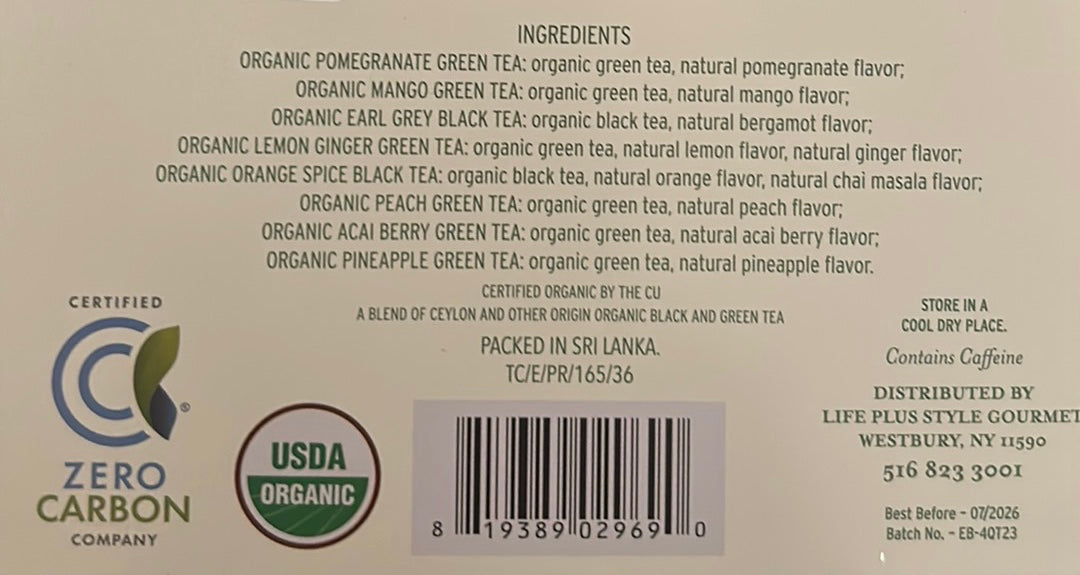 INGREDIENTS
ORGANIC POMEGRANATE GREEN TEA: organic green tea, natural pomegranate flavor;
ORGANIC MANGO GREEN TEA: organic green tea, natural mango flavor;
ORGANIC EARL GREY BLACK TEA: organic black tea, natural bergamot flavor;
ORGANIC LEMON GINGER GREEN TEA: organic green tea, natural lemon flavor, natural ginger flavor;
ORGANIC ORANGE SPICE BLACK TEA: organic black tea, natural orange flavor, natural chai masala flavor;
ORGANIC PEACH GREEN TEA: organic green tea, natural peach flavor;
ORGANIC ACAI BERRY GREEN TEA: organic green tea, natural acai berry flavor;
ORGANIC PINEAPPLE GREEN TEA: organic green tea, natural pineapple flavor.
CERTIFIED ORGANIC BY THE CU
A BLEND OF CEYLON AND OTHER ORIGIN ORGANIC BLACK AND GREEN TEA
PACKED IN SRI LANKA.
TC/E/PR/165/36
CERTIFIED
®
ZERO
CARBON
COMPANY
USDA
ORGANIC
8 19389 02969 0
STORE IN A
COOL DRY PLACE.
Contains Caffeine
DISTRIBUTED BY
LIFE PLUS STYLE GOURMET
WESTBURY, NY 11590
516 823 3001
Best Before - 07/2026
Batch No. - EB-4QT23